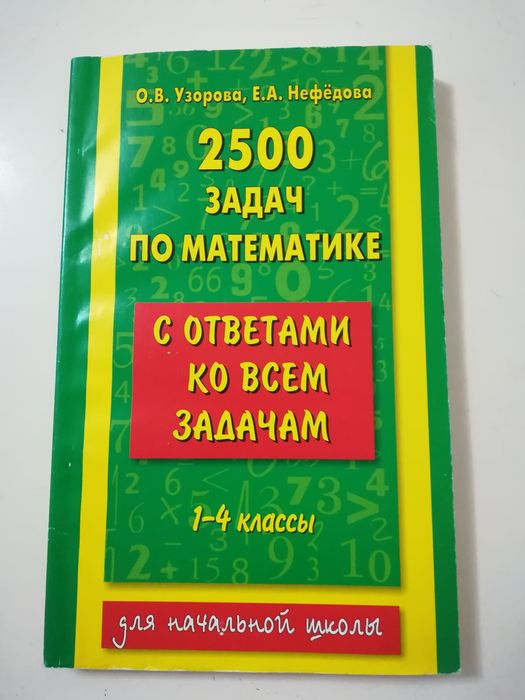 О.В. Узорова, Е.А. Нефёдова
2500
ЗАДАЧ
ПО МАТЕМАТИКЕ
С ОТВЕТАМИ
КО ВСЕМ
ЗАДАЧАМ
1–4 классы
для начальной школы